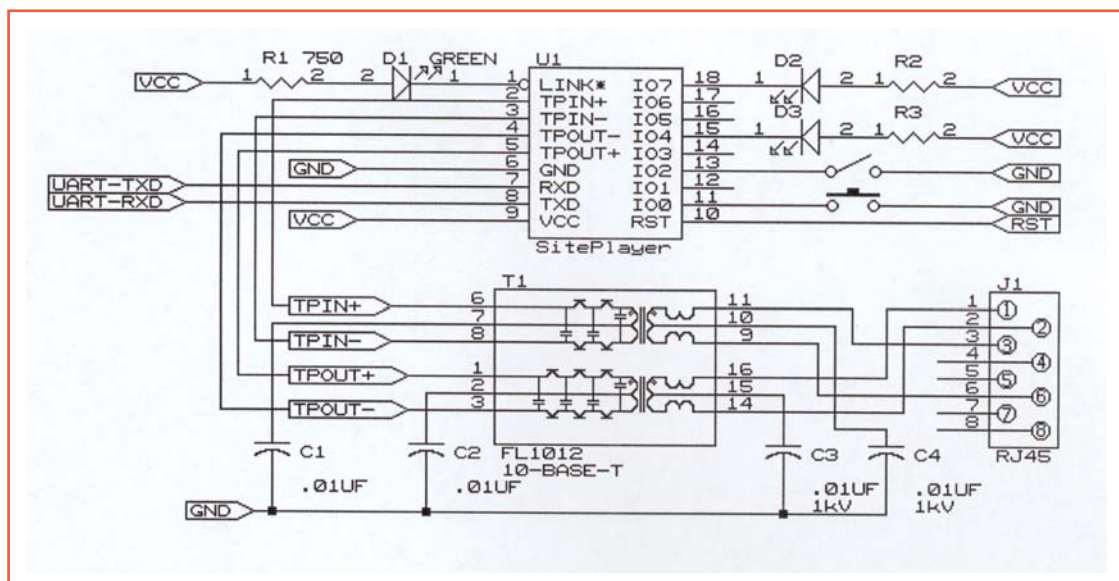 R1 750
D1 GREEN
U1
D2
R2
VCC
1
2
2
1
1
LINK*
IO7
18
1
2
1
2
VCC
2
TPIN+
IO6
17
3
TPIN-
IO5
16
D3
R3
4
TPOUT-
IO4
15
1
2
1
2
VCC
5
TPOUT+
IO3
14
GND
6
GND
IO2
13
GND
UART-TXD
7
RXD
IO1
12
UART-RXD
8
TXD
IO0
11
GND
VCC
9
VCC
RST
10
RST
SitePlayer
T1
J1
TPIN+
6
11
1
1
7
10
2
2
TPIN-
8
9
3
3
4
4
TPOUT+
1
16
5
5
2
15
6
6
TPOUT-
3
14
7
7
8
8
C1
C2
FL1012
C3
C4
RJ45
10-BASE-T
.01UF
.01UF
.01UF
.01UF
GND
1kV
1kV